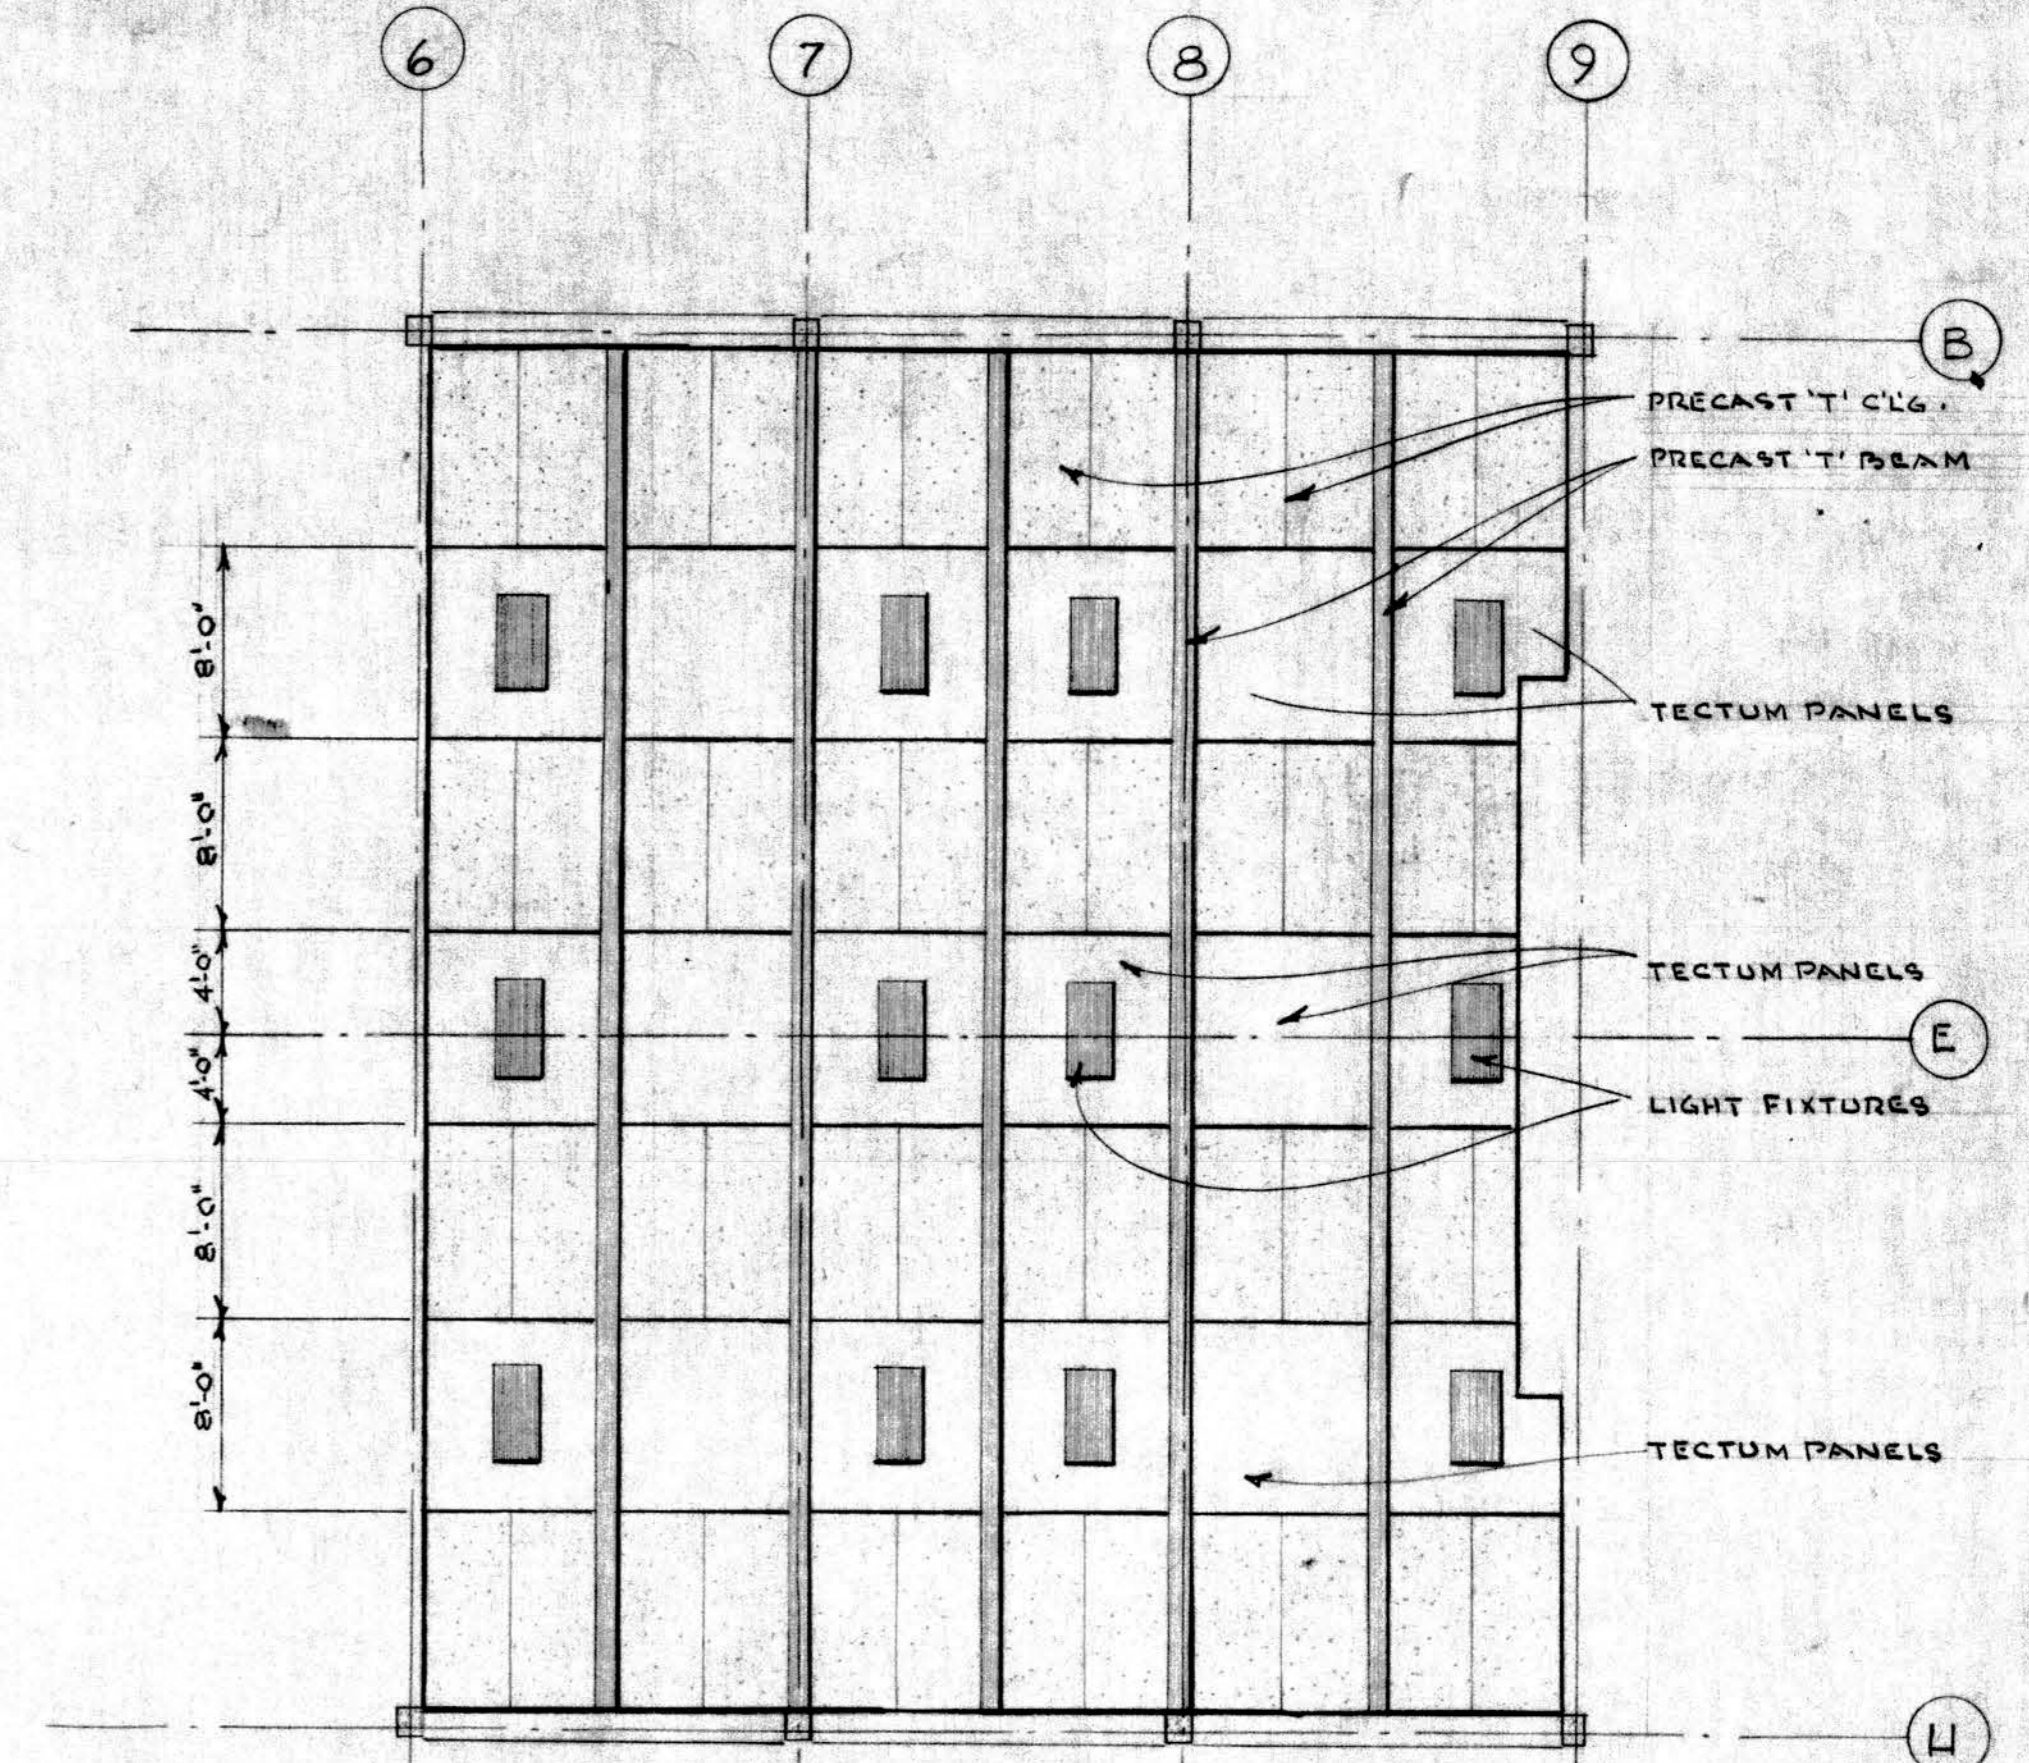 6
7
8
9
B
PRECAST 'T' C'L'G.
PRECAST 'T' BEAM
8'-0"
TECTUM PANELS
8'-0"
4'-0"
TECTUM PANELS
E
4'-0"
LIGHT FIXTURES
8'-0"
8'-0"
TECTUM PANELS